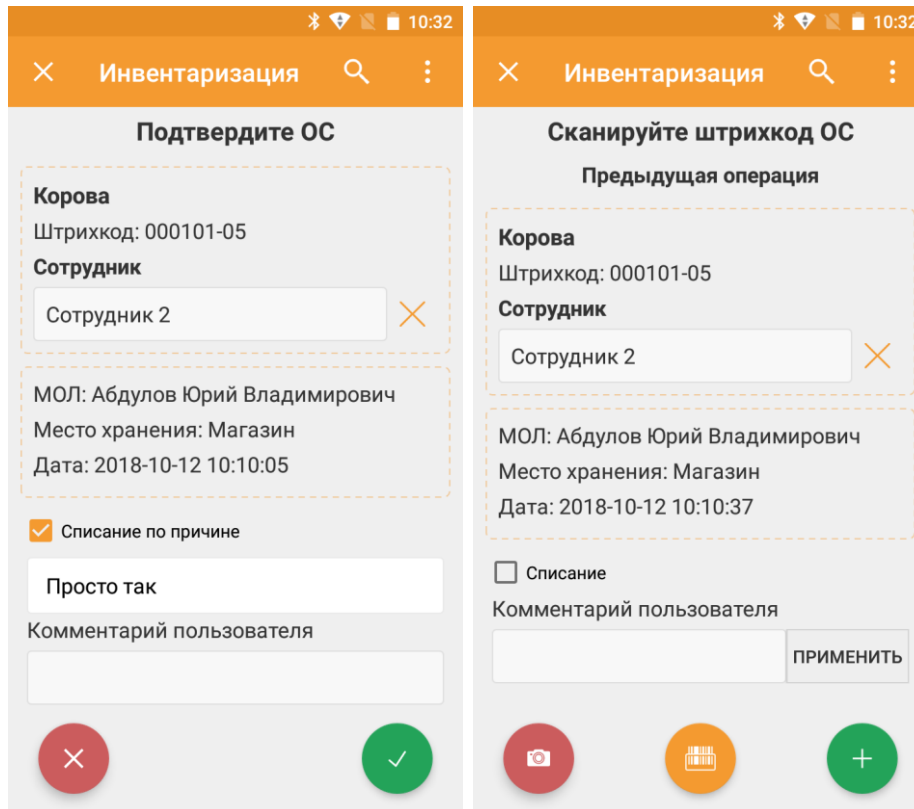 10:32
Инвентаризация
Подтвердите ОС
Корова
Штрихкод: 000101-05
Сотрудник
Сотрудник 2
МОЛ: Абдулов Юрий Владимирович
Место хранения: Магазин
Дата: 2018-10-12 10:10:05
Списание по причине
Просто так
Комментарий пользователя
10:32
Инвентаризация
Сканируйте штрихкод ОС
Предыдущая операция
Корова
Штрихкод: 000101-05
Сотрудник
Сотрудник 2
МОЛ: Абдулов Юрий Владимирович
Место хранения: Магазин
Дата: 2018-10-12 10:10:37
Списание
Комментарий пользователя
ПРИМЕНИТЬ